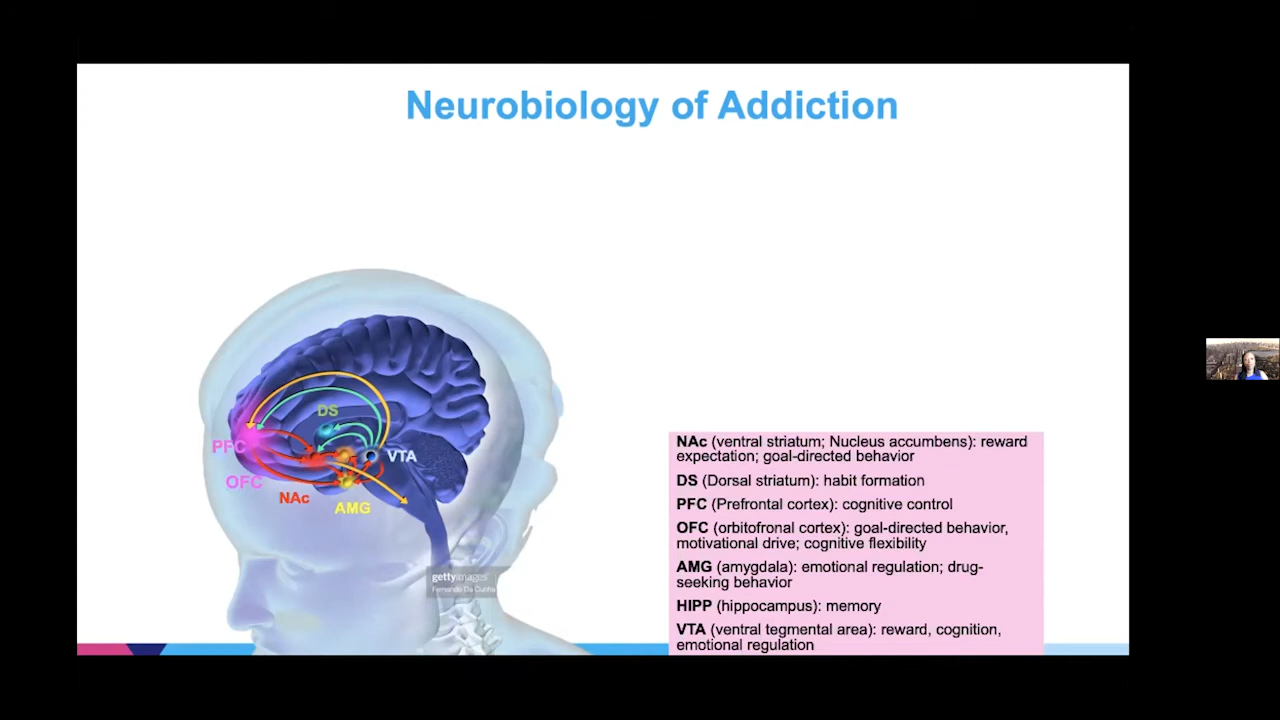 Neurobiology of Addiction
DS
PFC
VTA
OFC
NAc
AMG
gettyimages
Fernando Da Cunha
NAc (ventral striatum; Nucleus accumbens): reward
expectation; goal-directed behavior
DS (Dorsal striatum): habit formation
PFC (Prefrontal cortex): cognitive control
OFC (orbitofronal cortex): goal-directed behavior,
motivational drive; cognitive flexibility
AMG (amygdala): emotional regulation; drug-
seeking behavior
HIPP (hippocampus): memory
VTA (ventral tegmental area): reward, cognition,
emotional regulation